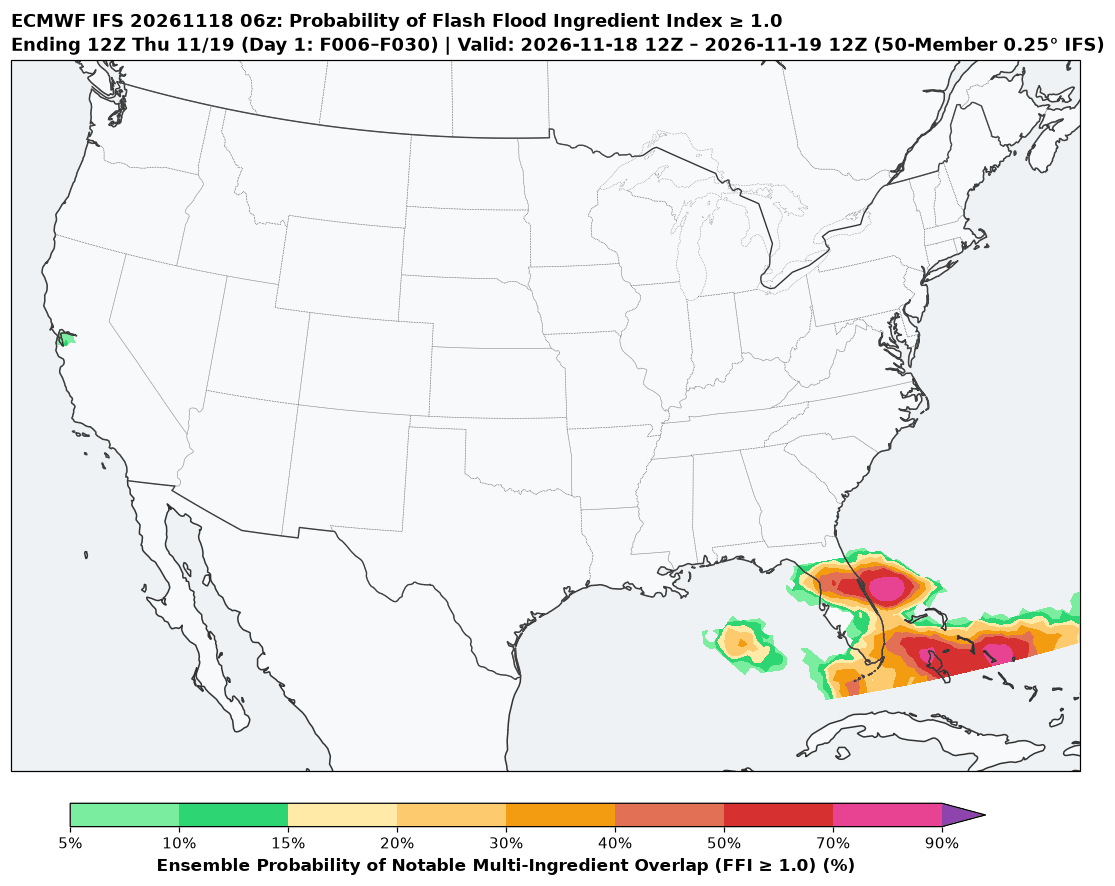 ECMWF IFS 20261118 06z: Probability of Flash Flood Ingredient Index ≥ 1.0
Ending 12Z Thu 11/19 (Day 1: F006–F030) | Valid: 2026-11-18 12Z – 2026-11-19 12Z (50-Member 0.25° IFS)
5% 10% 15% 20% 30% 40% 50% 70% 90%
Ensemble Probability of Notable Multi-Ingredient Overlap (FFI ≥ 1.0) (%)